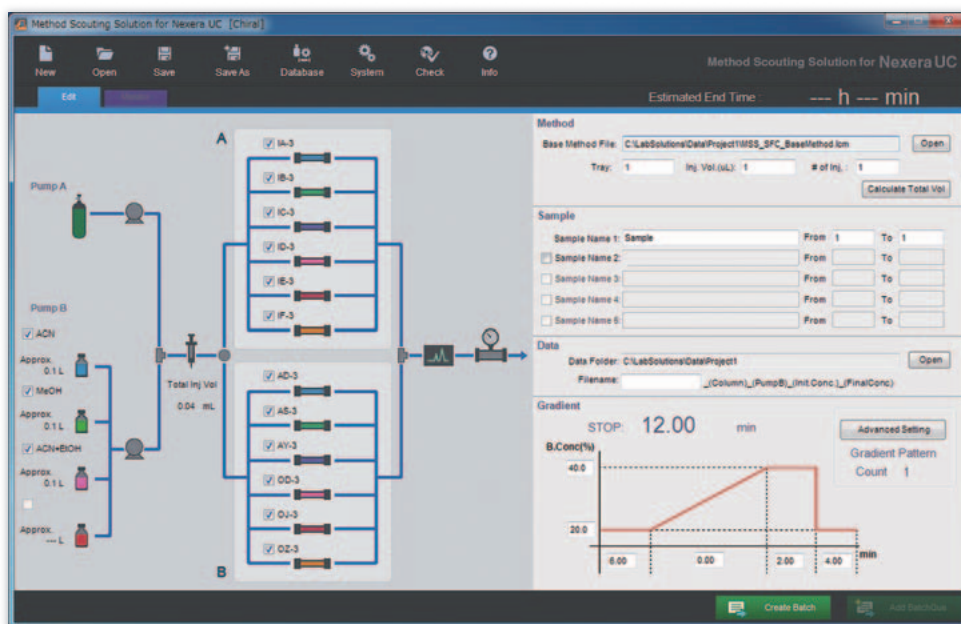 Method Scouting Solution for Nexera UC [Chiral]
New Open Save Save As Database System Check Info
Method Scouting Solution for Nexera UC
Edit
Estimated End Time : --- h --- min
A
IA-3
IB-3
IC-3
ID-3
IE-3
IF-3
Pump A
Pump B
ACN
Approx.
0.1 L
MeOH
Approx.
0.1 L
ACN+EtOH
Approx.
0.1 L
Approx.
--- L
Total Inj Vol
0.04 mL
AD-3
AS-3
AY-3
OD-3
OJ-3
OZ-3
B
Method
Base Method File: C:\LabSolutions\Data\Project1\MSS_SFC_BaseMethod.lcm Open
Tray: 1 Inj. Vol.(uL): 1 # of Inj. : 1
Calculate Total Vol
Sample
Sample Name 1: Sample From 1 To 1
Sample Name 2: From To
Sample Name 3: From To
Sample Name 4: From To
Sample Name 5: From To
Data
Data Folder: C:\LabSolutions\Data\Project1 Open
Filename: _(Column)_(PumpB)_(Init.Conc.)_(FinalConc.)
Gradient
STOP: 12.00 min
Advanced Setting
Gradient Pattern
Count 1
B.Conc(%)
40.0
20.0
6.00 0.00 2.00 4.00 min
Create Batch Add BatchQue